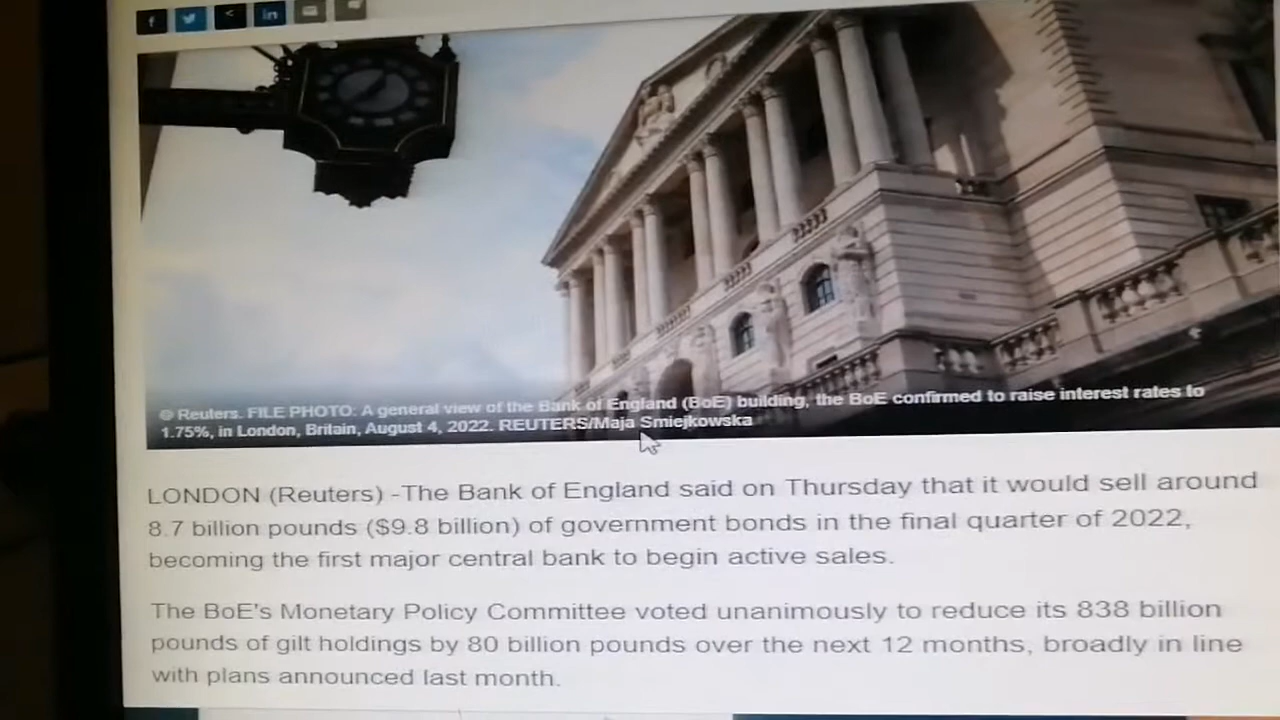 © Reuters. FILE PHOTO: A general view of the Bank of England (BoE) building, the BoE confirmed to raise interest rates to
1.75%, in London, Britain, August 4, 2022. REUTERS/Maja Smiejkowska
LONDON (Reuters) -The Bank of England said on Thursday that it would sell around
8.7 billion pounds ($9.8 billion) of government bonds in the final quarter of 2022,
becoming the first major central bank to begin active sales.
The BoE's Monetary Policy Committee voted unanimously to reduce its 838 billion
pounds of gilt holdings by 80 billion pounds over the next 12 months, broadly in line
with plans announced last month.